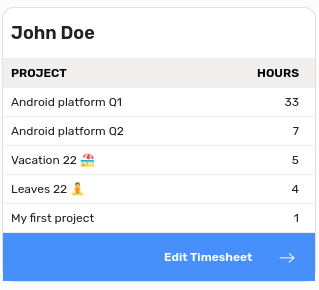 John Doe
PROJECT HOURS
Android platform Q1 33
Android platform Q2 7
Vacation 22 🏖️ 5
Leaves 22 🧘 4
My first project 1
Edit Timesheet →